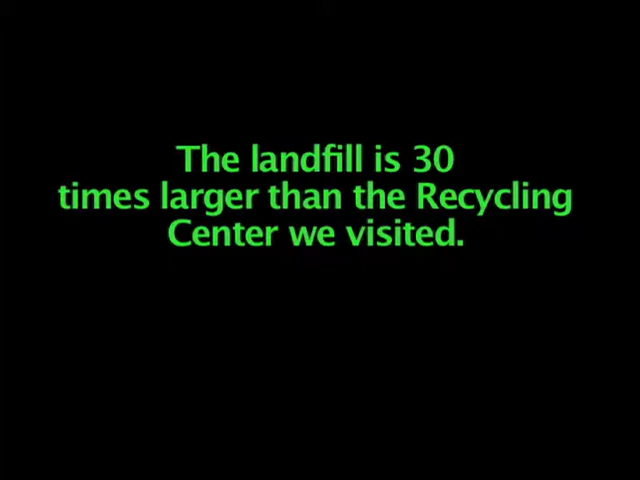 The landfill is 30
times larger than the Recycling
Center we visited.